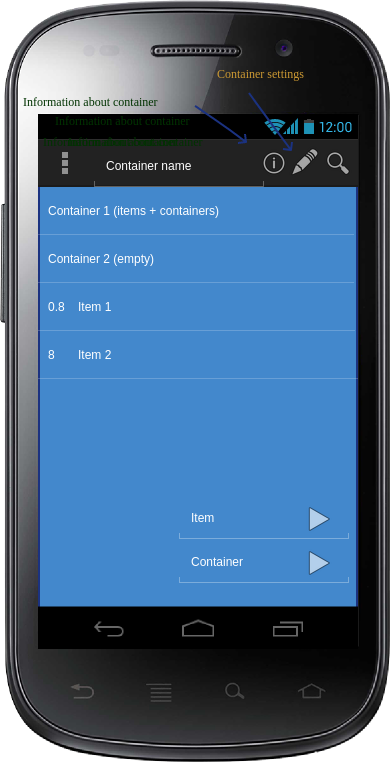 Container settings
Information about container
Information about container
12:00
Container name
Container 1 (items + containers)
Container 2 (empty)
0.8 Item 1
8 Item 2
Item
Container